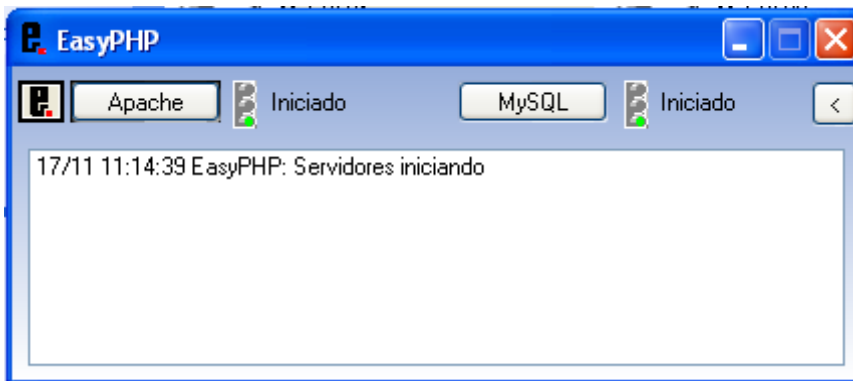 e. EasyPHP
e. Apache Iniciado MySQL Iniciado <
17/11 11:14:39 EasyPHP: Servidores iniciando